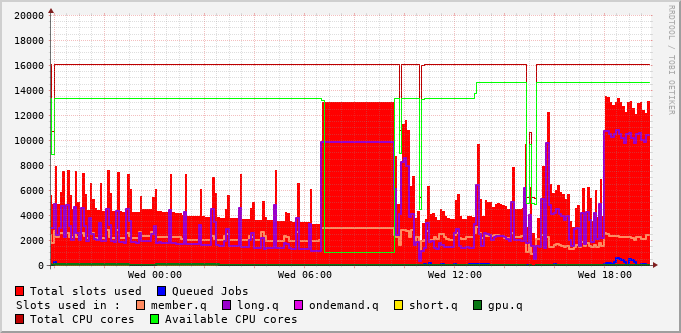 20000
18000
16000
14000
12000
10000
8000
6000
4000
2000
0
Wed 00:00 Wed 06:00 Wed 12:00 Wed 18:00
RRDTOOL / TOBI OETIKER
Total slots used Queued Jobs
Slots used in : member.q long.q ondemand.q short.q gpu.q
Total CPU cores Available CPU cores